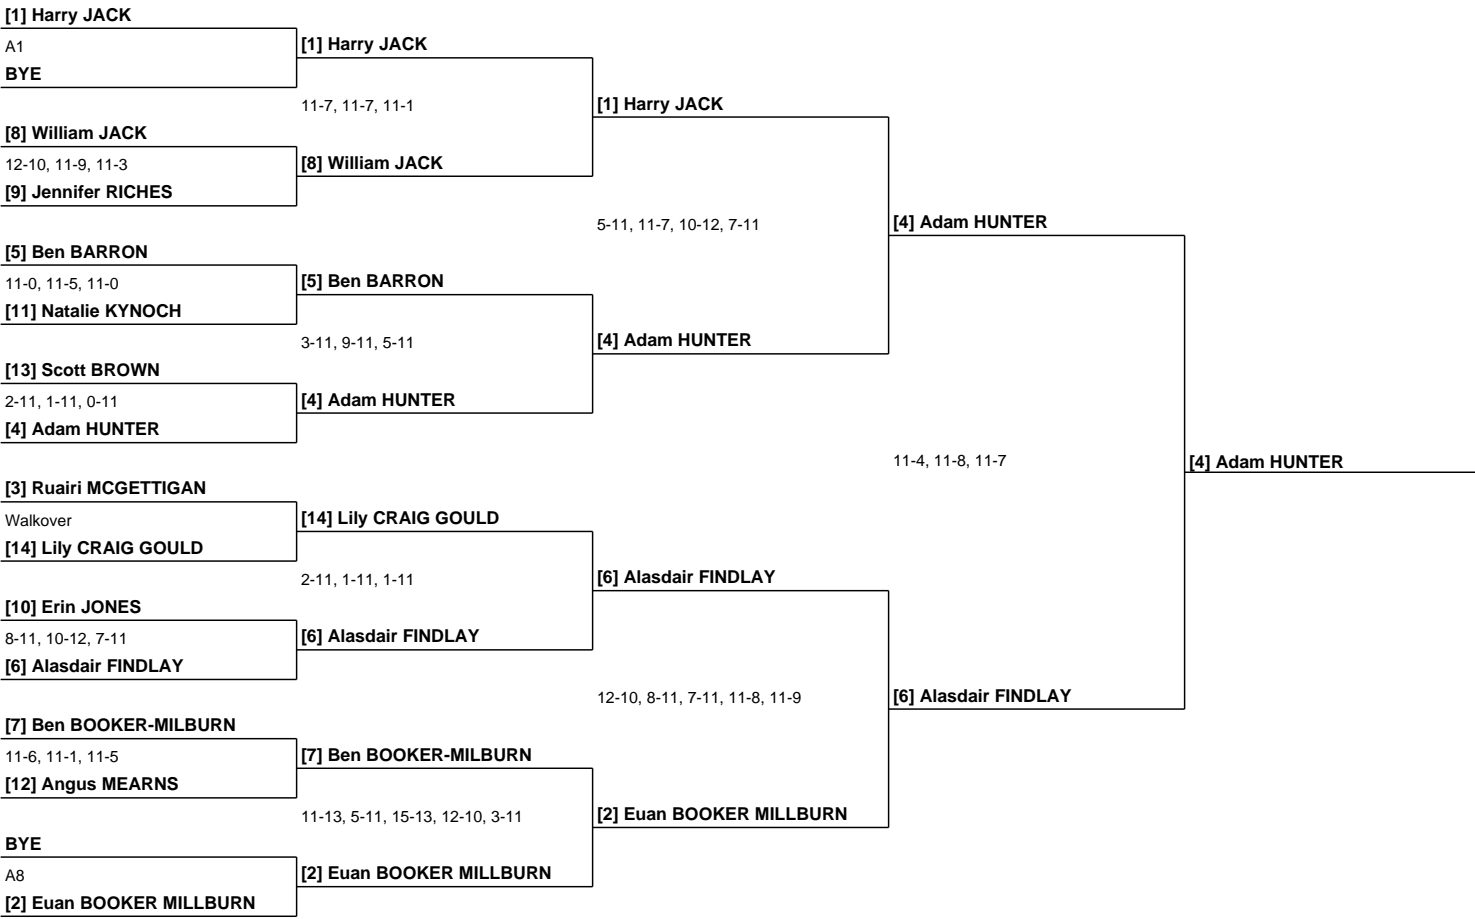 [1] Harry JACK
A1
BYE
[8] William JACK
12-10, 11-9, 11-3
[9] Jennifer RICHES
[5] Ben BARRON
11-0, 11-5, 11-0
[11] Natalie KYNOCH
[13] Scott BROWN
2-11, 1-11, 0-11
[4] Adam HUNTER
[3] Ruairi MCGETTIGAN
Walkover
[14] Lily CRAIG GOULD
[10] Erin JONES
8-11, 10-12, 7-11
[6] Alasdair FINDLAY
[7] Ben BOOKER-MILBURN
11-6, 11-1, 11-5
[12] Angus MEARNS
BYE
A8
[2] Euan BOOKER MILLBURN
[1] Harry JACK
11-7, 11-7, 11-1
[8] William JACK
[5] Ben BARRON
3-11, 9-11, 5-11
[4] Adam HUNTER
[14] Lily CRAIG GOULD
2-11, 1-11, 1-11
[6] Alasdair FINDLAY
[7] Ben BOOKER-MILBURN
11-13, 5-11, 15-13, 12-10, 3-11
[2] Euan BOOKER MILLBURN
[1] Harry JACK
5-11, 11-7, 10-12, 7-11
[4] Adam HUNTER
[6] Alasdair FINDLAY
12-10, 8-11, 7-11, 11-8, 11-9
[2] Euan BOOKER MILLBURN
[4] Adam HUNTER
11-4, 11-8, 11-7
[6] Alasdair FINDLAY
[4] Adam HUNTER